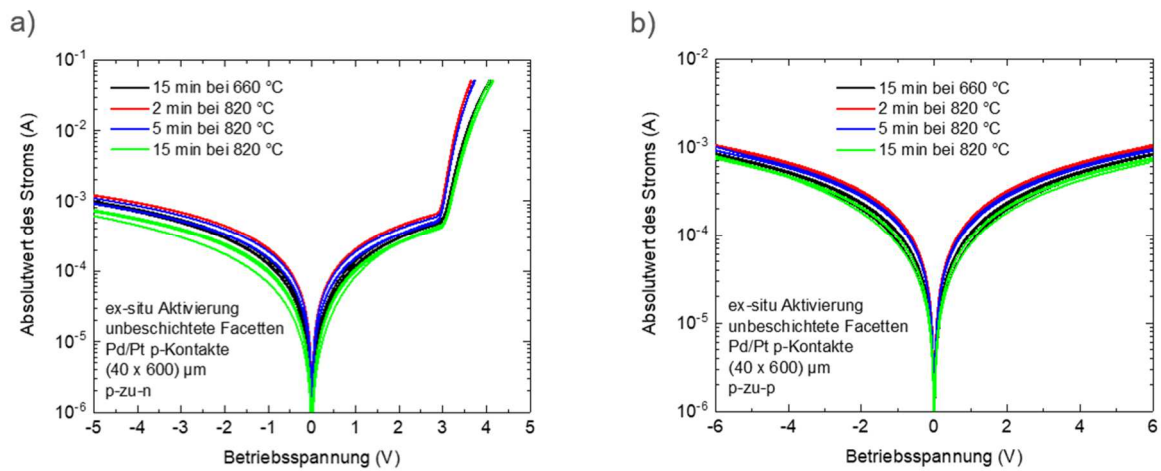 a)
10⁻¹
10⁻²
10⁻³
10⁻⁴
10⁻⁵
10⁻⁶
Absolutwert des Stroms (A)
15 min bei 660 °C
2 min bei 820 °C
5 min bei 820 °C
15 min bei 820 °C
ex-situ Aktivierung
unbeschichtete Facetten
Pd/Pt p-Kontakte
(40 x 600) µm
p-zu-n
-5 -4 -3 -2 -1 0 1 2 3 4 5
Betriebsspannung (V)
b)
10⁻²
10⁻³
10⁻⁴
10⁻⁵
10⁻⁶
Absolutwert des Stroms (A)
15 min bei 660 °C
2 min bei 820 °C
5 min bei 820 °C
15 min bei 820 °C
ex-situ Aktivierung
unbeschichtete Facetten
Pd/Pt p-Kontakte
(40 x 600) µm
p-zu-p
-6 -4 -2 0 2 4 6
Betriebsspannung (V)